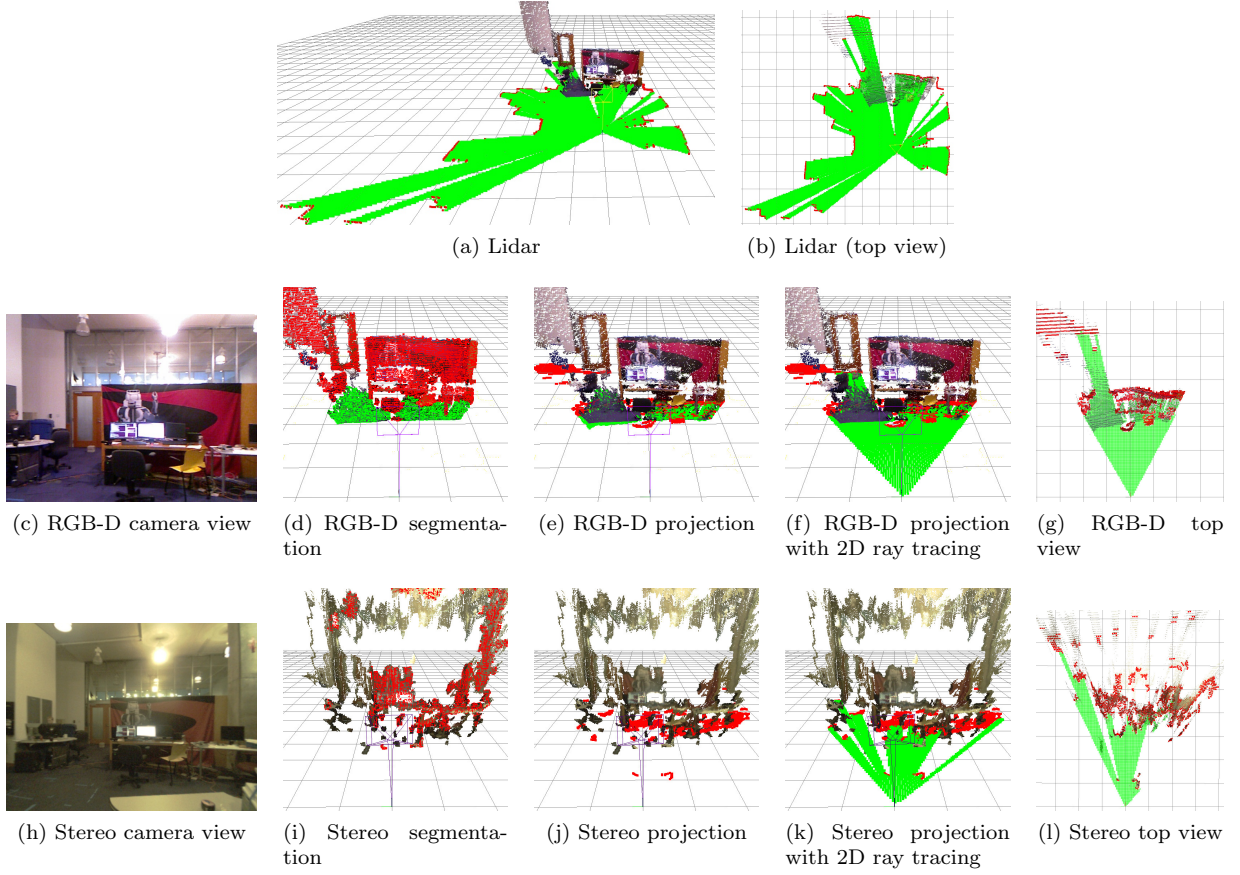 (a) Lidar
(b) Lidar (top view)
(c) RGB-D camera view
(d) RGB-D segmenta-
tion
(e) RGB-D projection
(f) RGB-D projection
with 2D ray tracing
(g) RGB-D top
view
(h) Stereo camera view
(i) Stereo segmenta-
tion
(j) Stereo projection
(k) Stereo projection
with 2D ray tracing
(l) Stereo top view